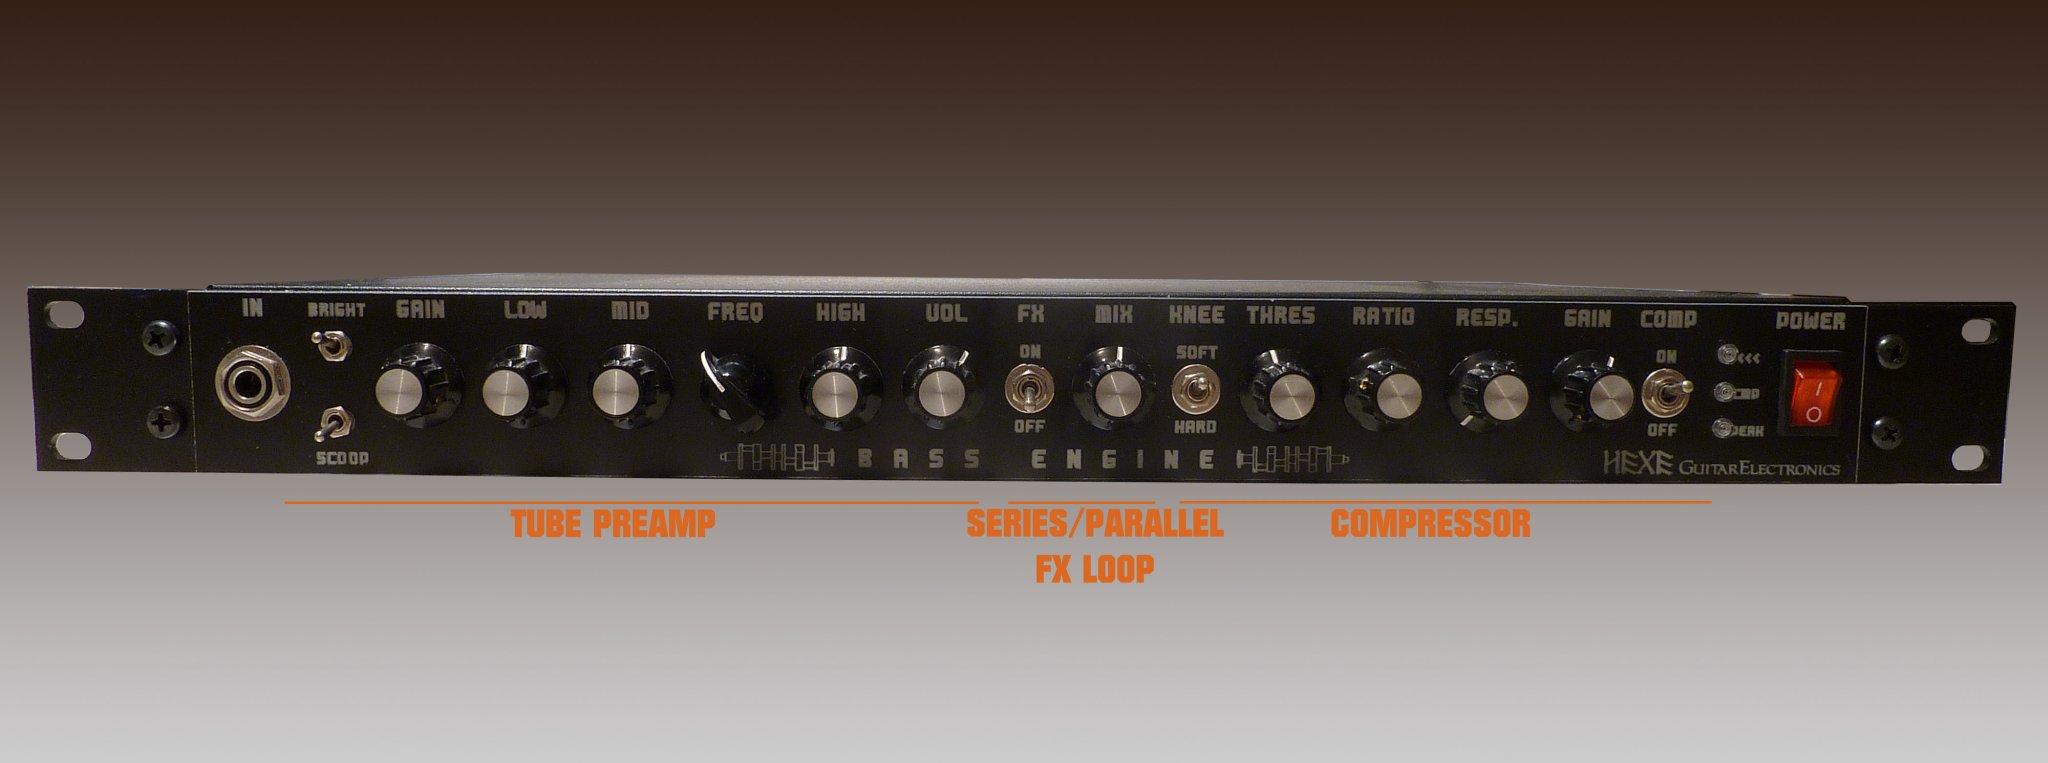 IN BRIGHT GAIN LOW MID FREQ HIGH VOL FX MIX KNEE THRES RATIO RESP. GAIN COMP POWER
ON SOFT ON
<<<
OFF HARD OFF
SCOOP
BASS ENGINE
HEXE GUITARELECTRONICS
TUBE PREAMP
SERIES/PARALLEL
FX LOOP
COMPRESSOR